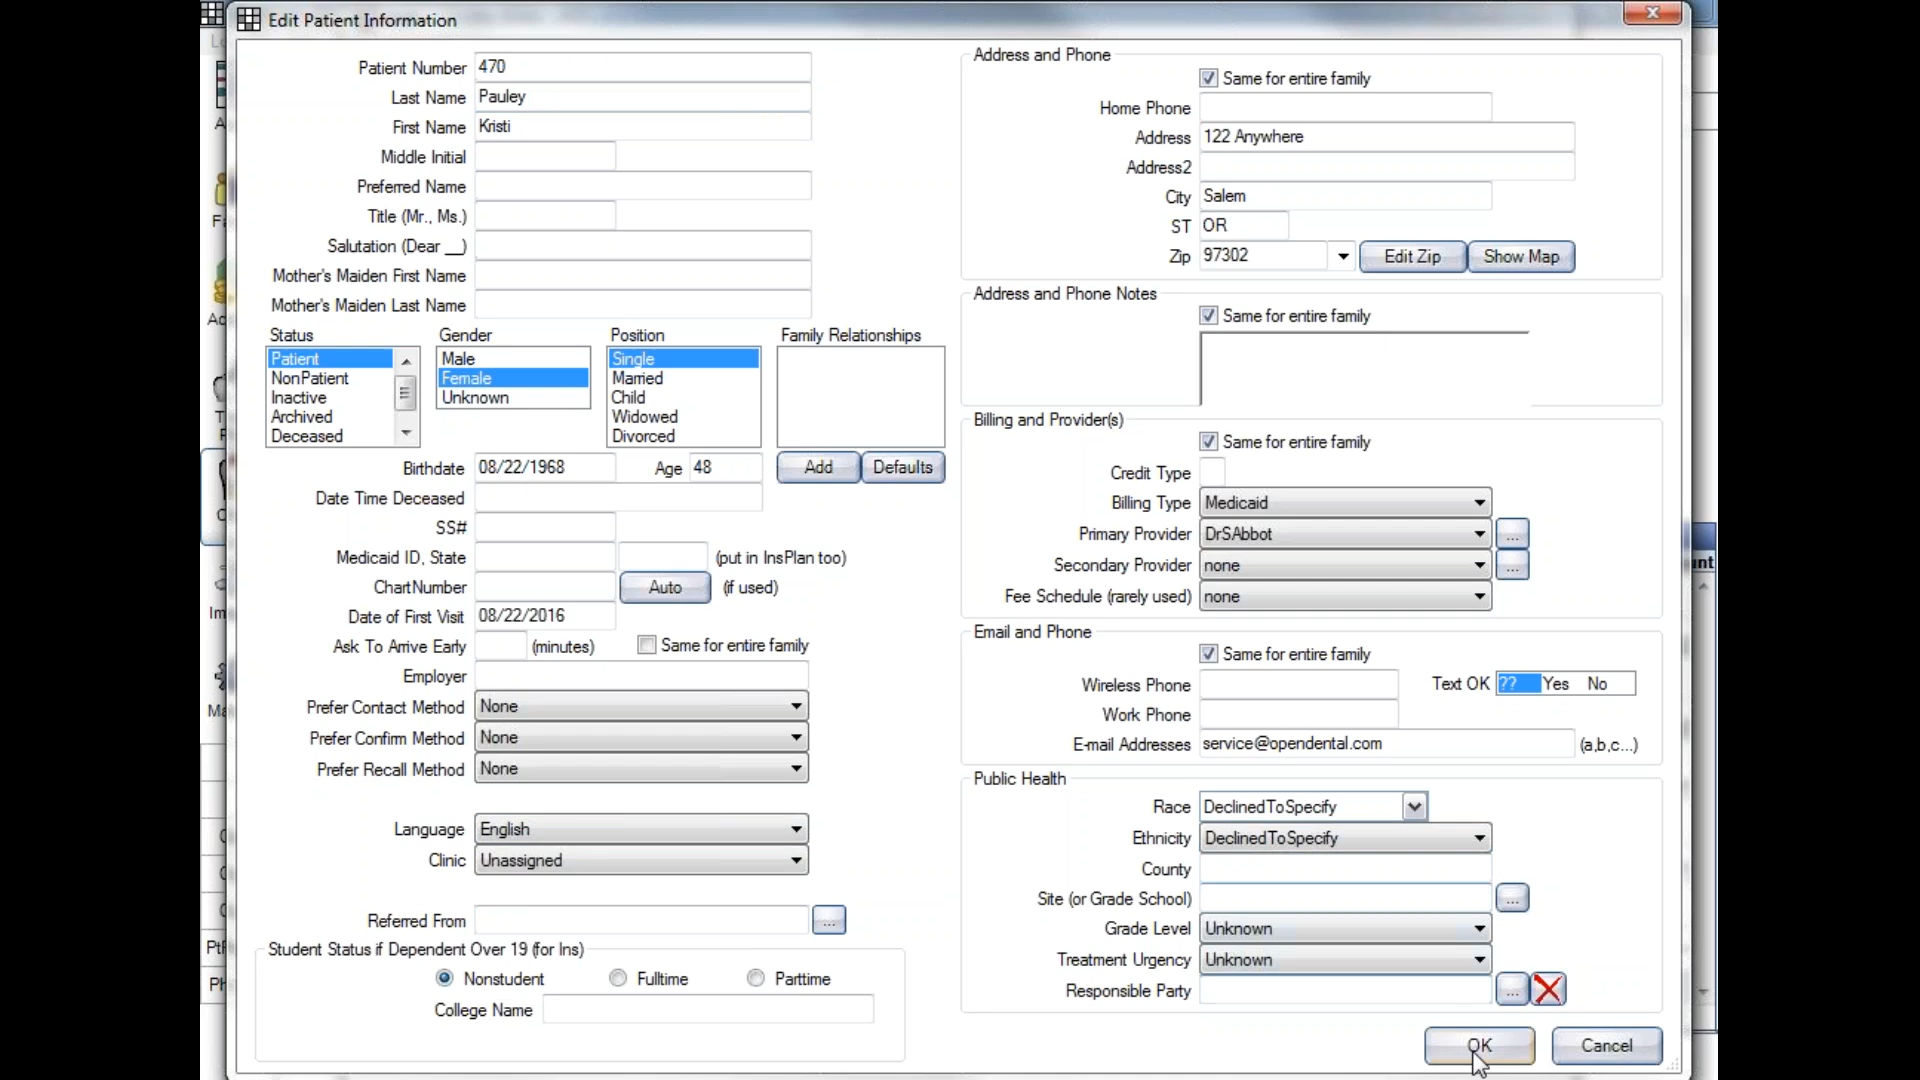 Edit Patient Information
Patient Number 470
Last Name Pauley
First Name Kristi
Middle Initial
Preferred Name
Title (Mr., Ms.)
Salutation (Dear __)
Mother's Maiden First Name
Mother's Maiden Last Name
Status
Patient
NonPatient
Inactive
Archived
Deceased
Gender
Male
Female
Unknown
Position
Single
Married
Child
Widowed
Divorced
Family Relationships
Add Defaults
Birthdate 08/22/1968 Age 48
Date Time Deceased
SS#
Medicaid ID, State (put in InsPlan too)
ChartNumber Auto (if used)
Date of First Visit 08/22/2016
Ask To Arrive Early (minutes) Same for entire family
Employer
Prefer Contact Method None
Prefer Confirm Method None
Prefer Recall Method None
Language English
Clinic Unassigned
Referred From ...
Student Status if Dependent Over 19 (for Ins)
Nonstudent Fulltime Parttime
College Name
Address and Phone
Same for entire family
Home Phone
Address 122 Anywhere
Address2
City Salem
ST OR
Zip 97302 Edit Zip Show Map
Address and Phone Notes
Same for entire family
Billing and Provider(s)
Same for entire family
Credit Type
Billing Type Medicaid
Primary Provider DrSAbbot ...
Secondary Provider none ...
Fee Schedule (rarely used) none
Email and Phone
Same for entire family
Wireless Phone Text OK ?? Yes No
Work Phone
E-mail Addresses service@opendental.com (a,b,c...)
Public Health
Race DeclinedToSpecify
Ethnicity DeclinedToSpecify
County
Site (or Grade School) ...
Grade Level Unknown
Treatment Urgency Unknown
Responsible Party ...
OK Cancel